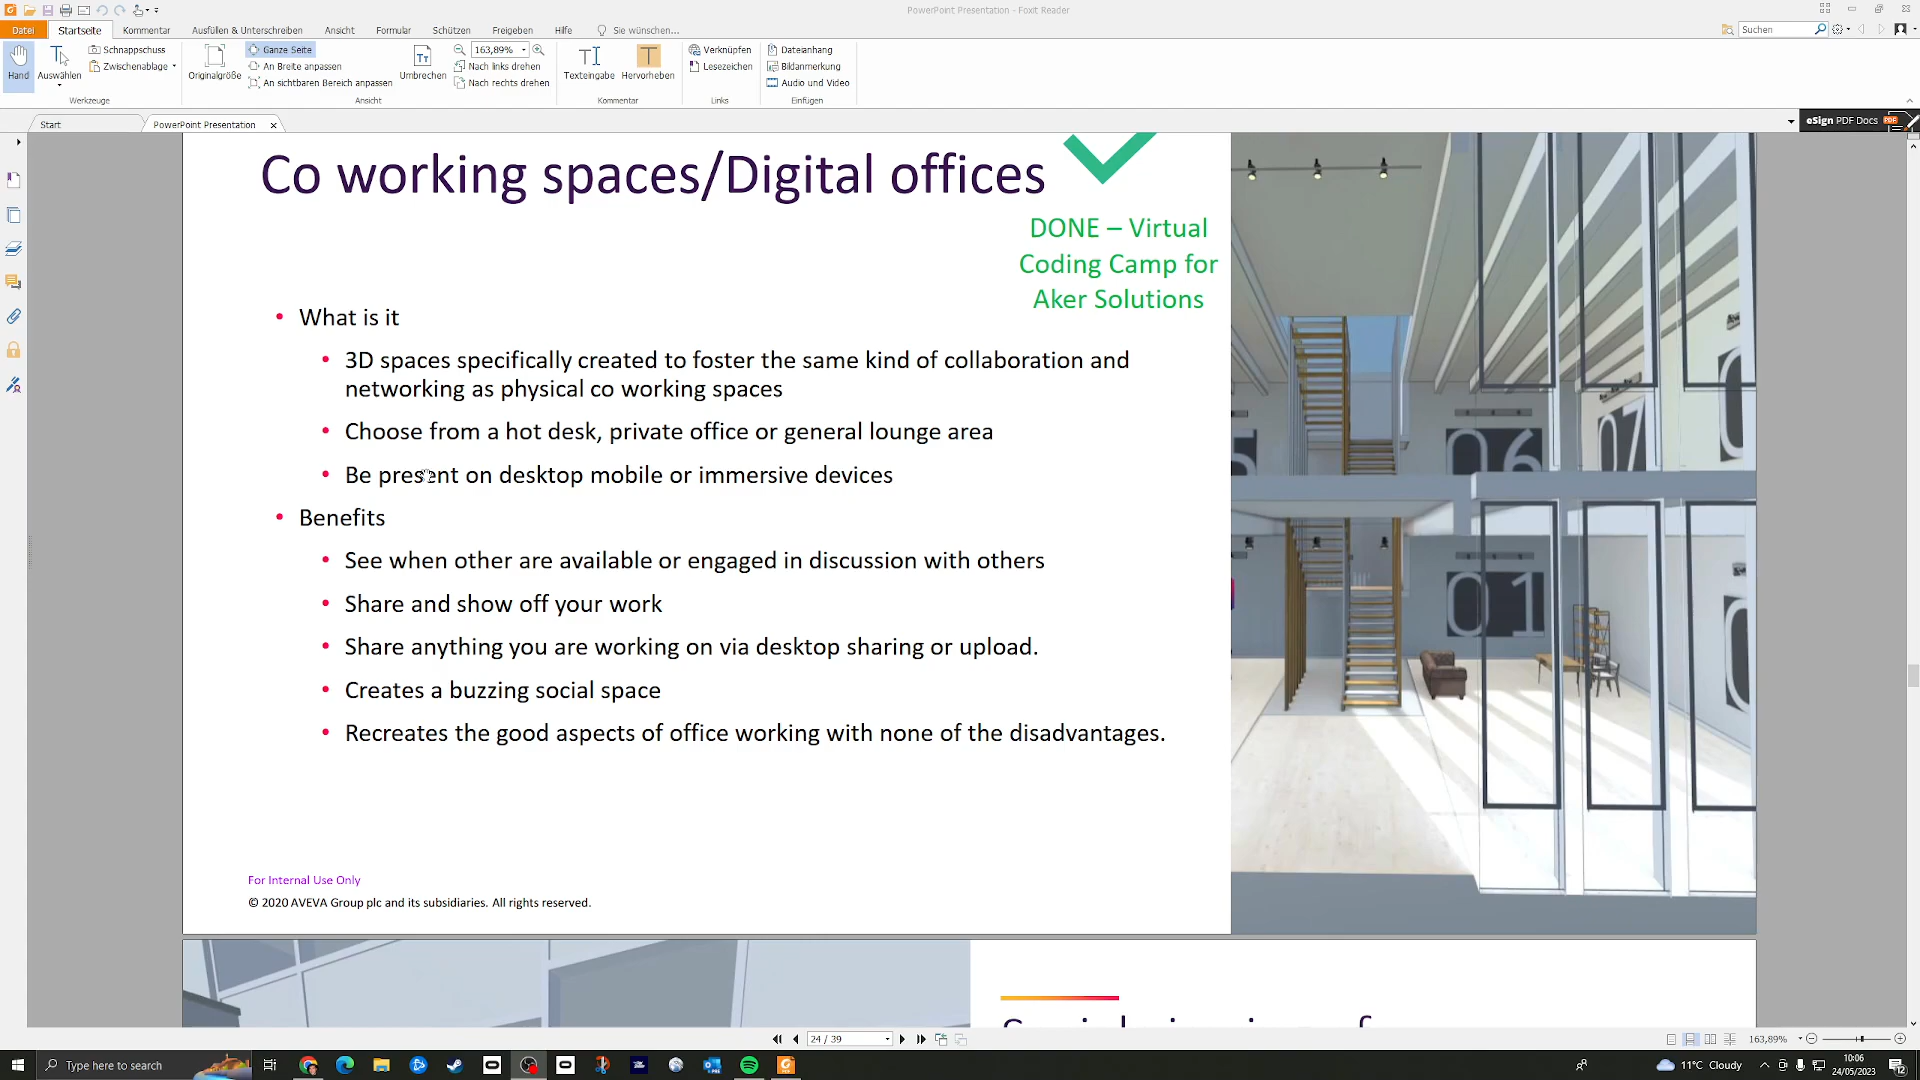 PowerPoint Presentation - Foxit Reader
Datei
Startseite
Kommentar
Ausfüllen & Unterschreiben
Ansicht
Formular
Schützen
Freigeben
Hilfe
Sie wünschen...
Suchen
Hand
Auswählen
Schnappschuss
Zwischenablage
Werkzeuge
Originalgröße
Ganze Seite
An Breite anpassen
An sichtbaren Bereich anpassen
Ansicht
Umbrechen
163,89%
Nach links drehen
Nach rechts drehen
Texteingabe
Hervorheben
Kommentar
Verknüpfen
Lesezeichen
Links
Dateianhang
Bildanmerkung
Audio und Video
Einfügen
Start
PowerPoint Presentation
eSign PDF Docs
Co working spaces/Digital offices
DONE – Virtual
Coding Camp for
Aker Solutions
• What is it
• 3D spaces specifically created to foster the same kind of collaboration and
networking as physical co working spaces
• Choose from a hot desk, private office or general lounge area
• Be present on desktop mobile or immersive devices
• Benefits
• See when other are available or engaged in discussion with others
• Share and show off your work
• Share anything you are working on via desktop sharing or upload.
• Creates a buzzing social space
• Recreates the good aspects of office working with none of the disadvantages.
06
07
01
For Internal Use Only
© 2020 AVEVA Group plc and its subsidiaries. All rights reserved.
24 / 39
163,89%
Type here to search
11°C Cloudy
10:06
24/05/2023